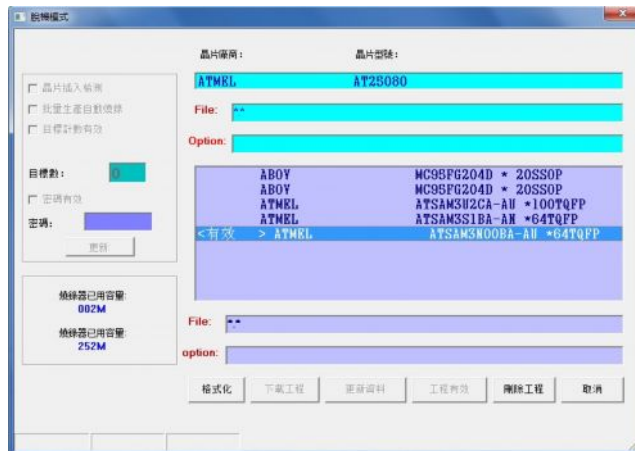 脫機模式
晶片廠商： 晶片型號：
ATMEL AT25080
晶片插入檢測
批量生產自動燒錄
目標計數有效
File: **
Option:
目標數： 0
密碼有效
密碼：
更新
ABOV MC95FG204D * 20SSOP
ABOV MC95FG204D * 20SSOP
ATMEL ATSAM3U2CA-AU *100TQFP
ATMEL ATSAM3S1BA-AN *64TQFP
<有效 > ATMEL ATSAM3N00BA-AU *64TQFP
燒錄器已用容量:
002M
燒錄器已用容量:
252M
File: *.*
option:
格式化 下載工程 更新資料 工程有效 刪除工程 取消